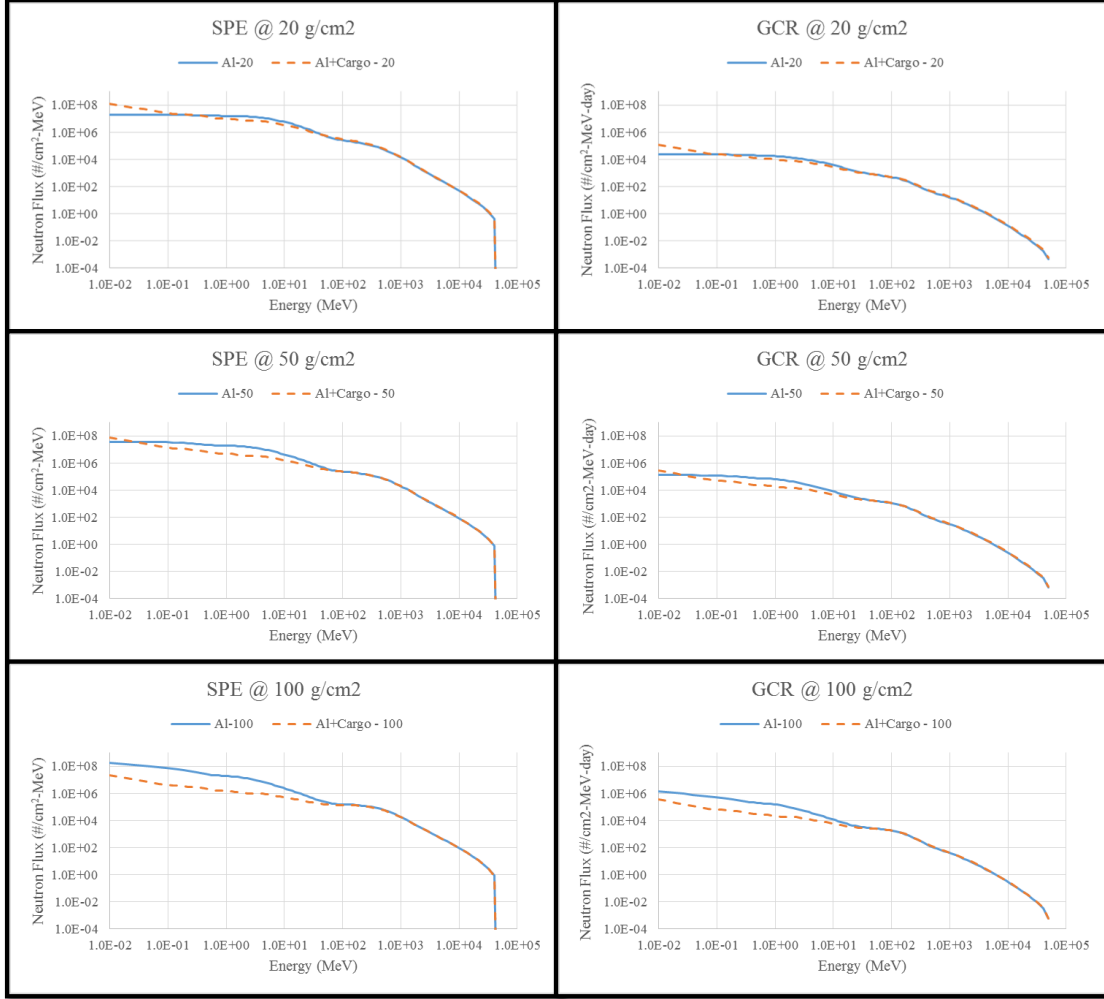 SPE @ 20 g/cm2
Al-20 Al+Cargo - 20
Neutron Flux (#/cm²-MeV)
1.0E+08
1.0E+06
1.0E+04
1.0E+02
1.0E+00
1.0E-02
1.0E-04
1.0E-02 1.0E-01 1.0E+00 1.0E+01 1.0E+02 1.0E+03 1.0E+04 1.0E+05
Energy (MeV)
GCR @ 20 g/cm2
Al-20 Al+Cargo - 20
Neutron Flux (#/cm²-MeV-day)
1.0E+08
1.0E+06
1.0E+04
1.0E+02
1.0E+00
1.0E-02
1.0E-04
1.0E-02 1.0E-01 1.0E+00 1.0E+01 1.0E+02 1.0E+03 1.0E+04 1.0E+05
Energy (MeV)
SPE @ 50 g/cm2
Al-50 Al+Cargo - 50
Neutron Flux (#/cm²-MeV)
1.0E+08
1.0E+06
1.0E+04
1.0E+02
1.0E+00
1.0E-02
1.0E-04
1.0E-02 1.0E-01 1.0E+00 1.0E+01 1.0E+02 1.0E+03 1.0E+04 1.0E+05
Energy (MeV)
GCR @ 50 g/cm2
Al-50 Al+Cargo - 50
Neutron Flux (#/cm2-MeV-day)
1.0E+08
1.0E+06
1.0E+04
1.0E+02
1.0E+00
1.0E-02
1.0E-04
1.0E-02 1.0E-01 1.0E+00 1.0E+01 1.0E+02 1.0E+03 1.0E+04 1.0E+05
Energy (MeV)
SPE @ 100 g/cm2
Al-100 Al+Cargo - 100
Neutron Flux (#/cm²-MeV)
1.0E+08
1.0E+06
1.0E+04
1.0E+02
1.0E+00
1.0E-02
1.0E-04
1.0E-02 1.0E-01 1.0E+00 1.0E+01 1.0E+02 1.0E+03 1.0E+04 1.0E+05
Energy (MeV)
GCR @ 100 g/cm2
Al-100 Al+Cargo - 100
Neutron Flux (#/cm2-MeV-day)
1.0E+08
1.0E+06
1.0E+04
1.0E+02
1.0E+00
1.0E-02
1.0E-04
1.0E-02 1.0E-01 1.0E+00 1.0E+01 1.0E+02 1.0E+03 1.0E+04 1.0E+05
Energy (MeV)